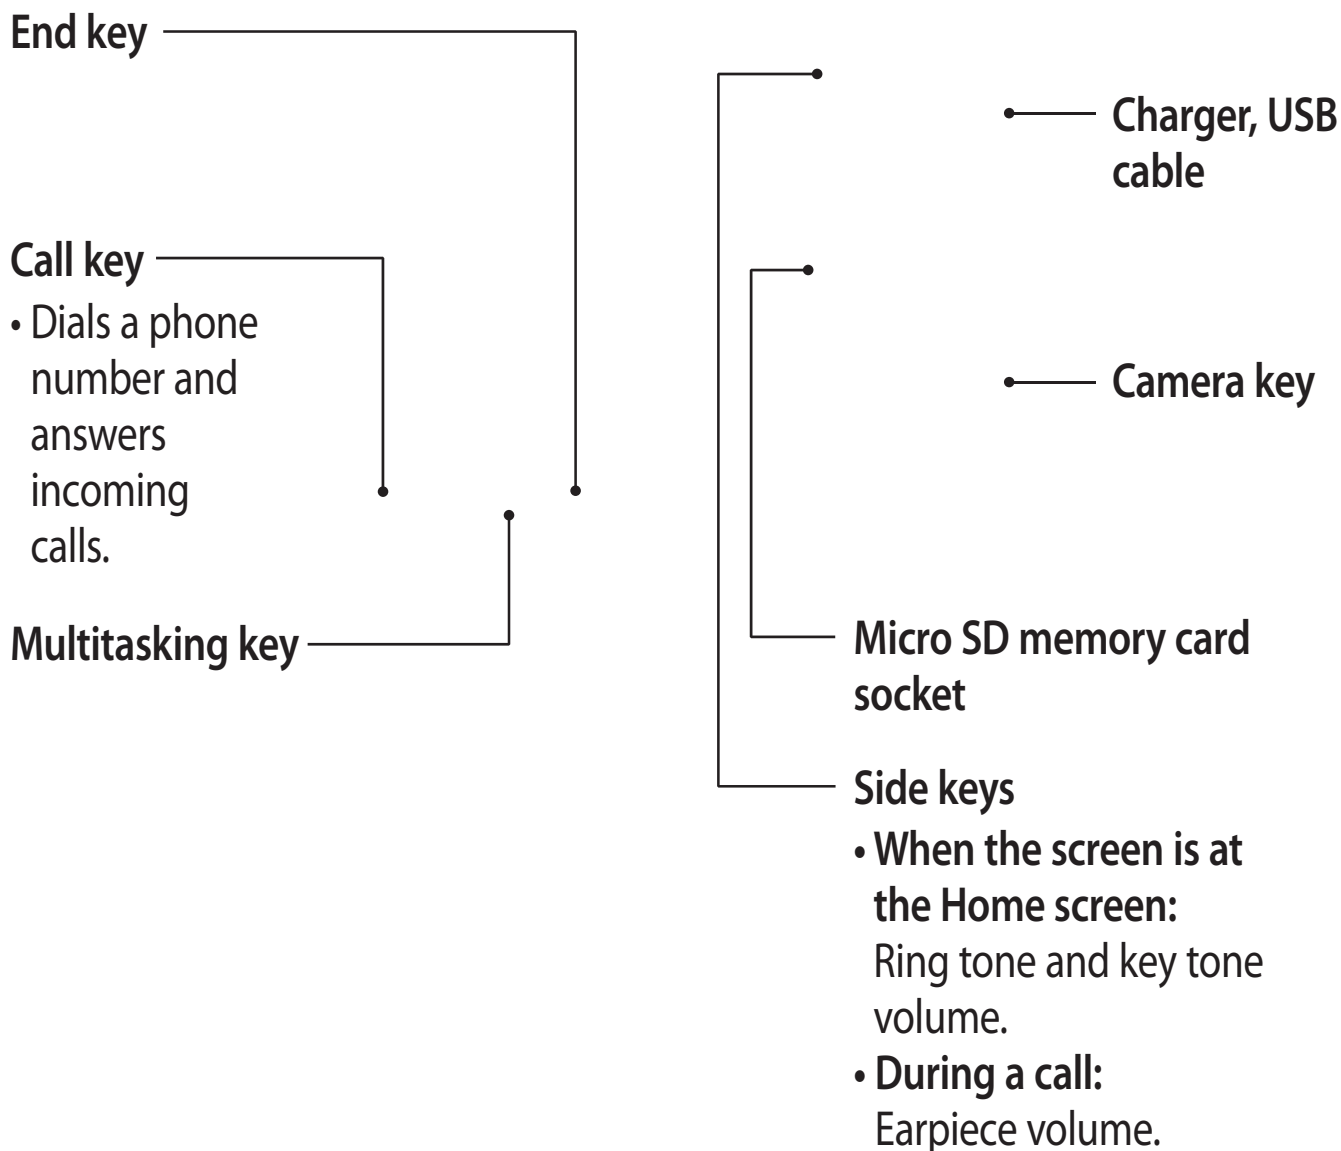 End key
Call key
• Dials a phone
number and
answers
incoming
calls.
Multitasking key
Charger, USB
cable
Camera key
Micro SD memory card
socket
Side keys
• When the screen is at
the Home screen:
Ring tone and key tone
volume.
• During a call:
Earpiece volume.